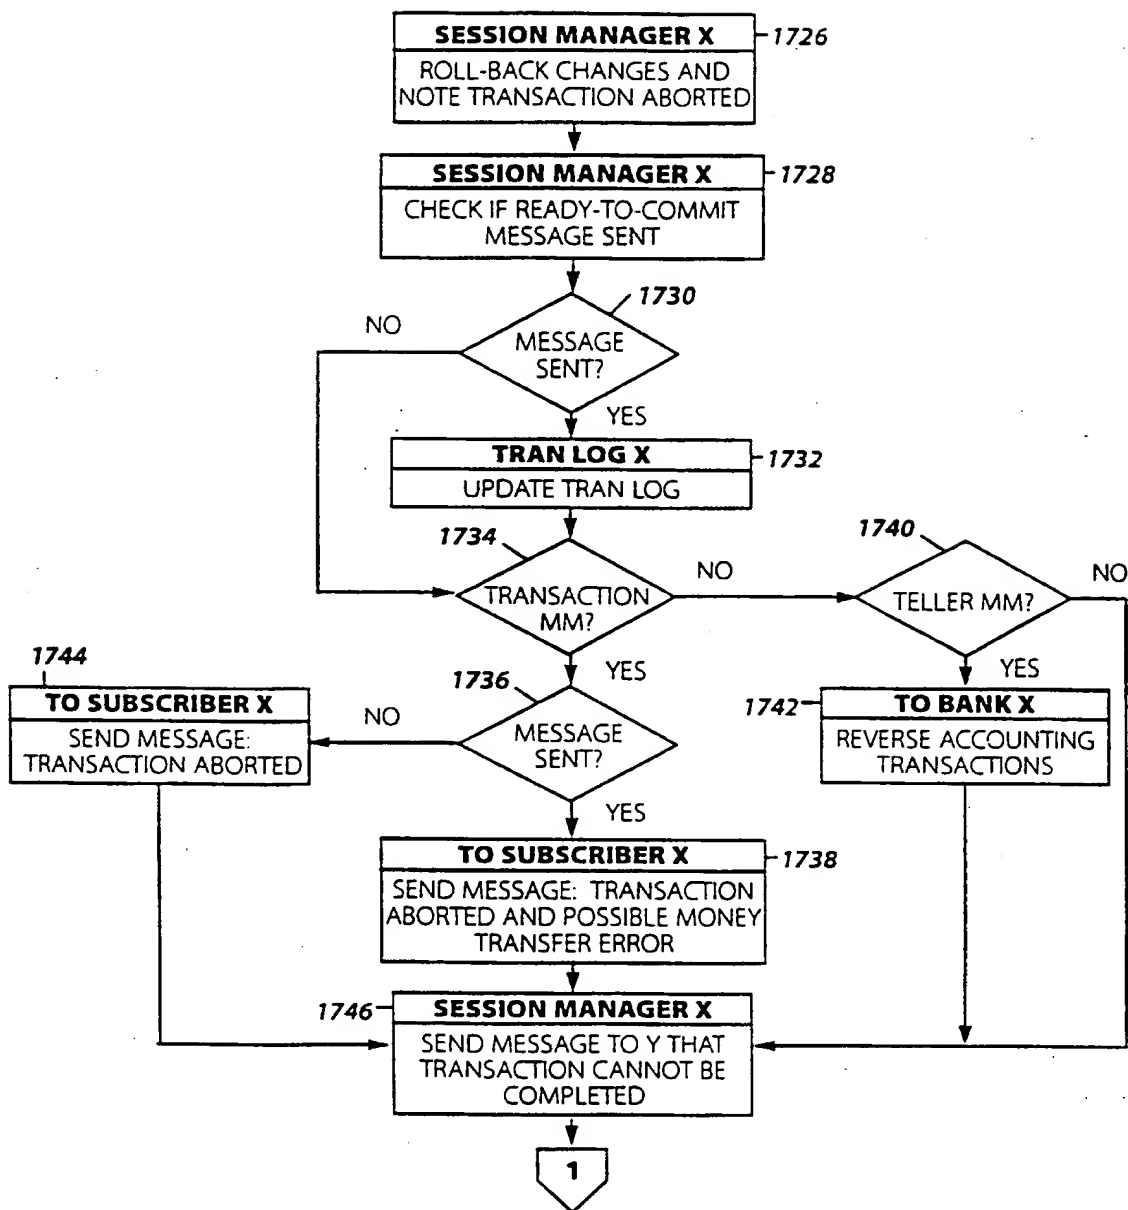 SESSION MANAGER X
1726
ROLL-BACK CHANGES AND
NOTE TRANSACTION ABORTED
SESSION MANAGER X
1728
CHECK IF READY-TO-COMMIT
MESSAGE SENT
1730
NO
MESSAGE
SENT?
YES
TRAN LOG X
1732
UPDATE TRAN LOG
1734
1740
TRANSACTION
MM?
NO
TELLER MM?
NO
YES
YES
1744
TO SUBSCRIBER X
SEND MESSAGE:
TRANSACTION ABORTED
1736
NO
MESSAGE
SENT?
YES
1742
TO BANK X
REVERSE ACCOUNTING
TRANSACTIONS
TO SUBSCRIBER X
1738
SEND MESSAGE: TRANSACTION
ABORTED AND POSSIBLE MONEY
TRANSFER ERROR
1746
SESSION MANAGER X
SEND MESSAGE TO Y THAT
TRANSACTION CANNOT BE
COMPLETED
1